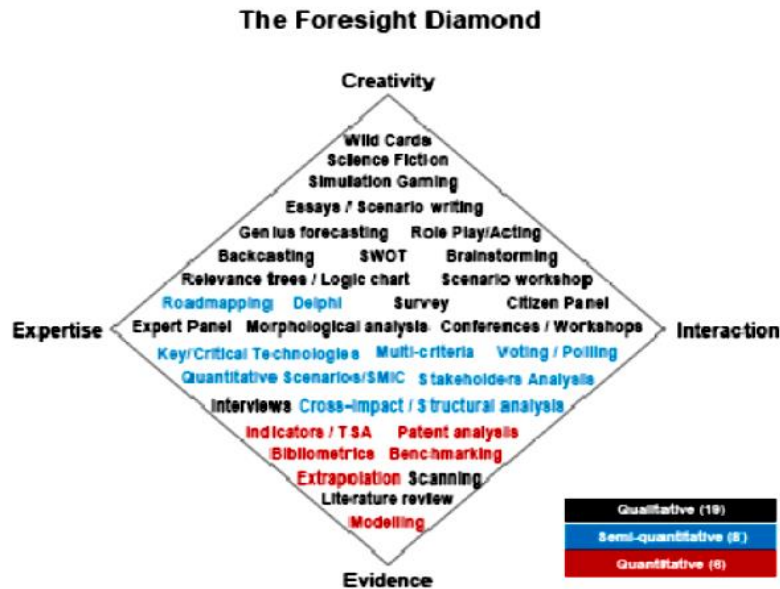 The Foresight Diamond
Creativity
Wild Cards
Science Fiction
Simulation Gaming
Essays / Scenario writing
Genius forecasting Role Play/Acting
Backcasting SWOT Brainstorming
Relevance trees / Logic chart Scenario workshop
Roadmapping Delphi Survey Citizen Panel
Expertise Expert Panel Morphological analysis Conferences / Workshops Interaction
Key/Critical Technologies Multi-criteria Voting / Polling
Quantitative Scenarios/SMIC Stakeholders Analysis
Interviews Cross-impact / Structural analysis
Indicators / TSA Patent analysis
Bibliometrics Benchmarking
Extrapolation Scanning
Literature review
Modelling
Evidence
Qualitative (19)
Semi-quantitative (8)
Quantitative (6)